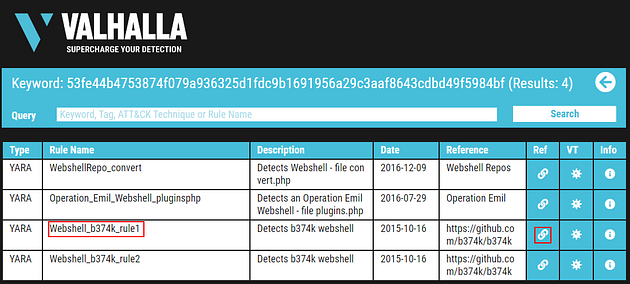 VALHALLA
SUPERCHARGE YOUR DETECTION
Keyword: 53fe44b4753874f079a936325d1fdc9b1691956a29c3aaf8643cdbd49f5984bf (Results: 4)
Query Keyword, Tag, ATT&CK Technique or Rule Name Search
Type Rule Name Description Date Reference Ref VT Info
YARA WebshellRepo_convert Detects Webshell - file con 2016-12-09 Webshell Repos
vert.php
YARA Operation_Emil_Webshell_pluginsphp Detects an Operation Emil 2016-07-29 Operation Emil
Webshell - file plugins.php
YARA Webshell_b374k_rule1 Detects b374k webshell 2015-10-16 https://github.co
m/b374k/b374k
YARA Webshell_b374k_rule2 Detects b374k webshell 2015-10-16 https://github.co
m/b374k/b374k